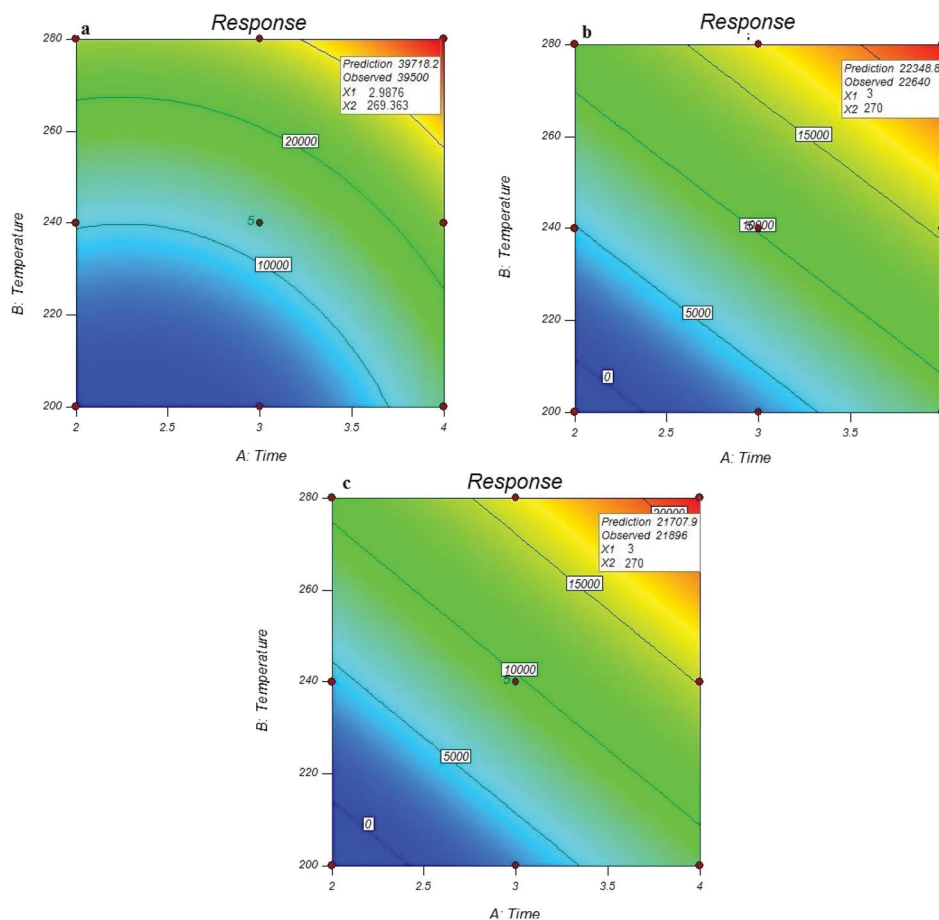 a
Response
280
260
240
220
200
B: Temperature
2
2.5
3
3.5
4
A: Time
20000
10000
5
Prediction 39718.2
Observed 39500
X1 2.9876
X2 269.363
b
Response
280
260
240
220
200
B: Temperature
2
2.5
3
3.5
A: Time
15000
5000
0
Prediction 22348.8
Observed 22640
X1 3
X2 270
c
Response
280
260
240
220
200
B: Temperature
2
2.5
3
3.5
4
A: Time
20000
15000
10000
5
5000
0
Prediction 21707.9
Observed 21896
X1 3
X2 270